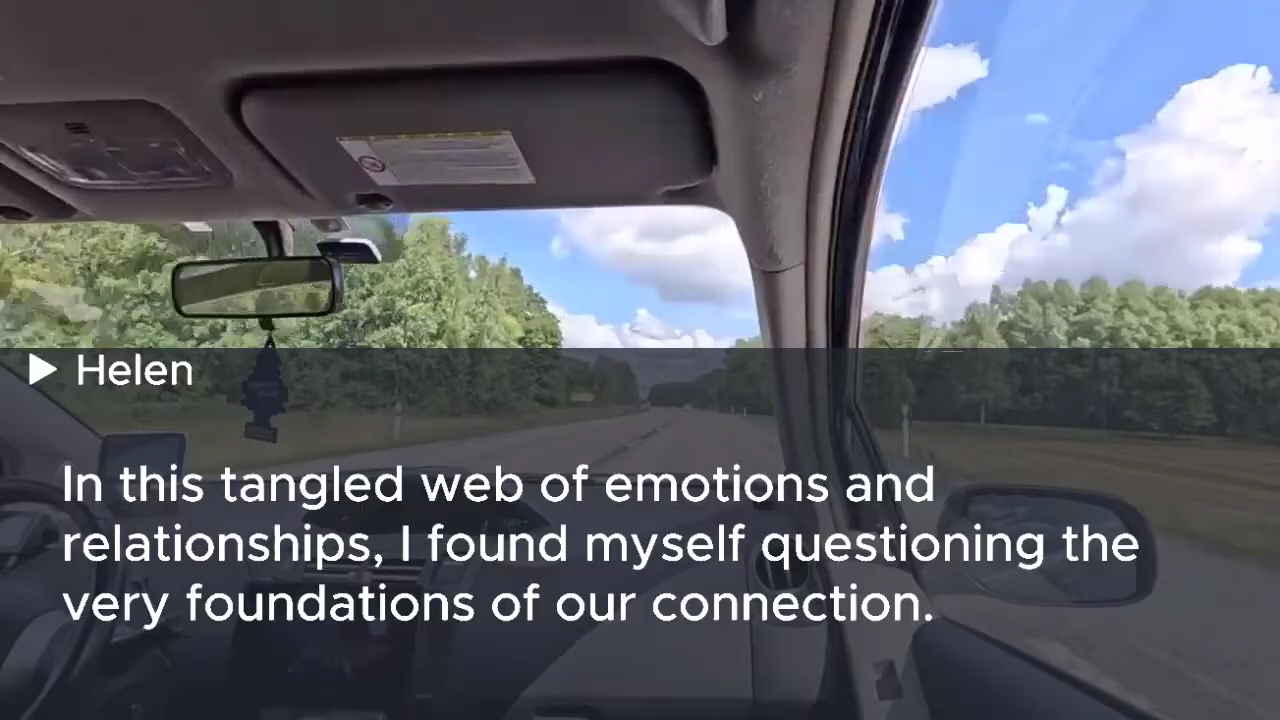 ▶ Helen
In this tangled web of emotions and
relationships, I found myself questioning the
very foundations of our connection.